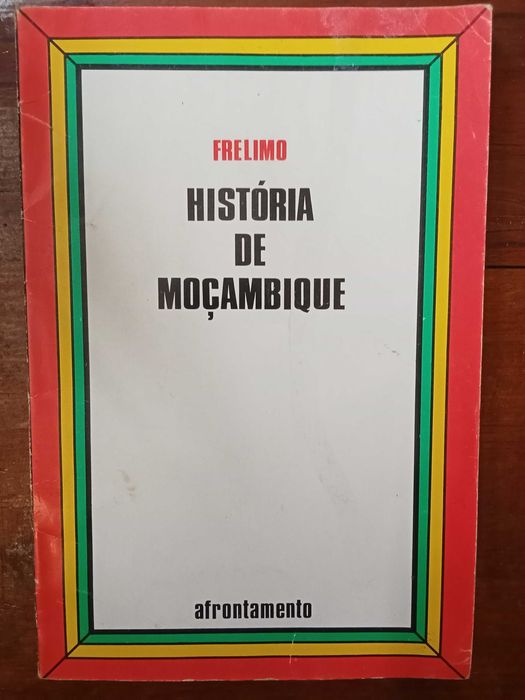 FRELIMO
HISTÓRIA
DE
MOÇAMBIQUE
afrontamento